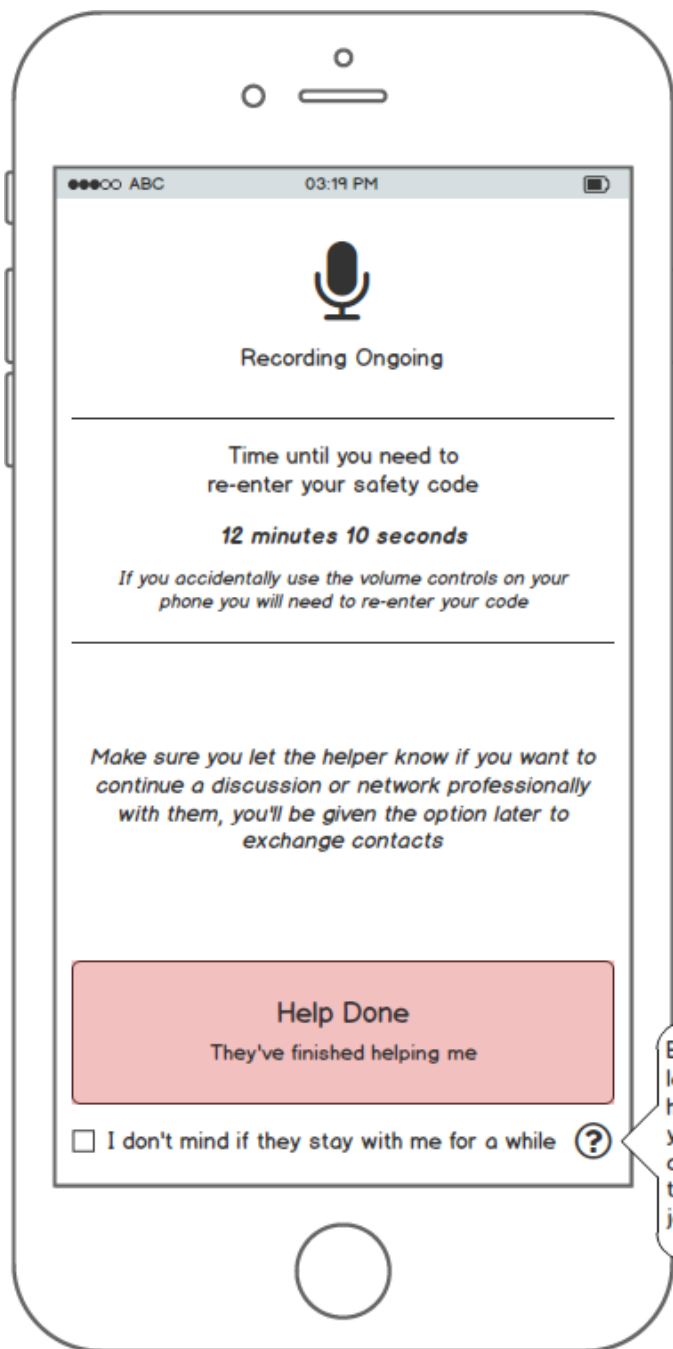 ABC 03:19 PM
Recording Ongoing
Time until you need to
re-enter your safety code
12 minutes 10 seconds
If you accidentally use the volume controls on your
phone you will need to re-enter your code
Make sure you let the helper know if you want to
continue a discussion or network professionally
with them, you'll be given the option later to
exchange contacts
Help Done
They've finished helping me
I don't mind if they stay with me for a while ?